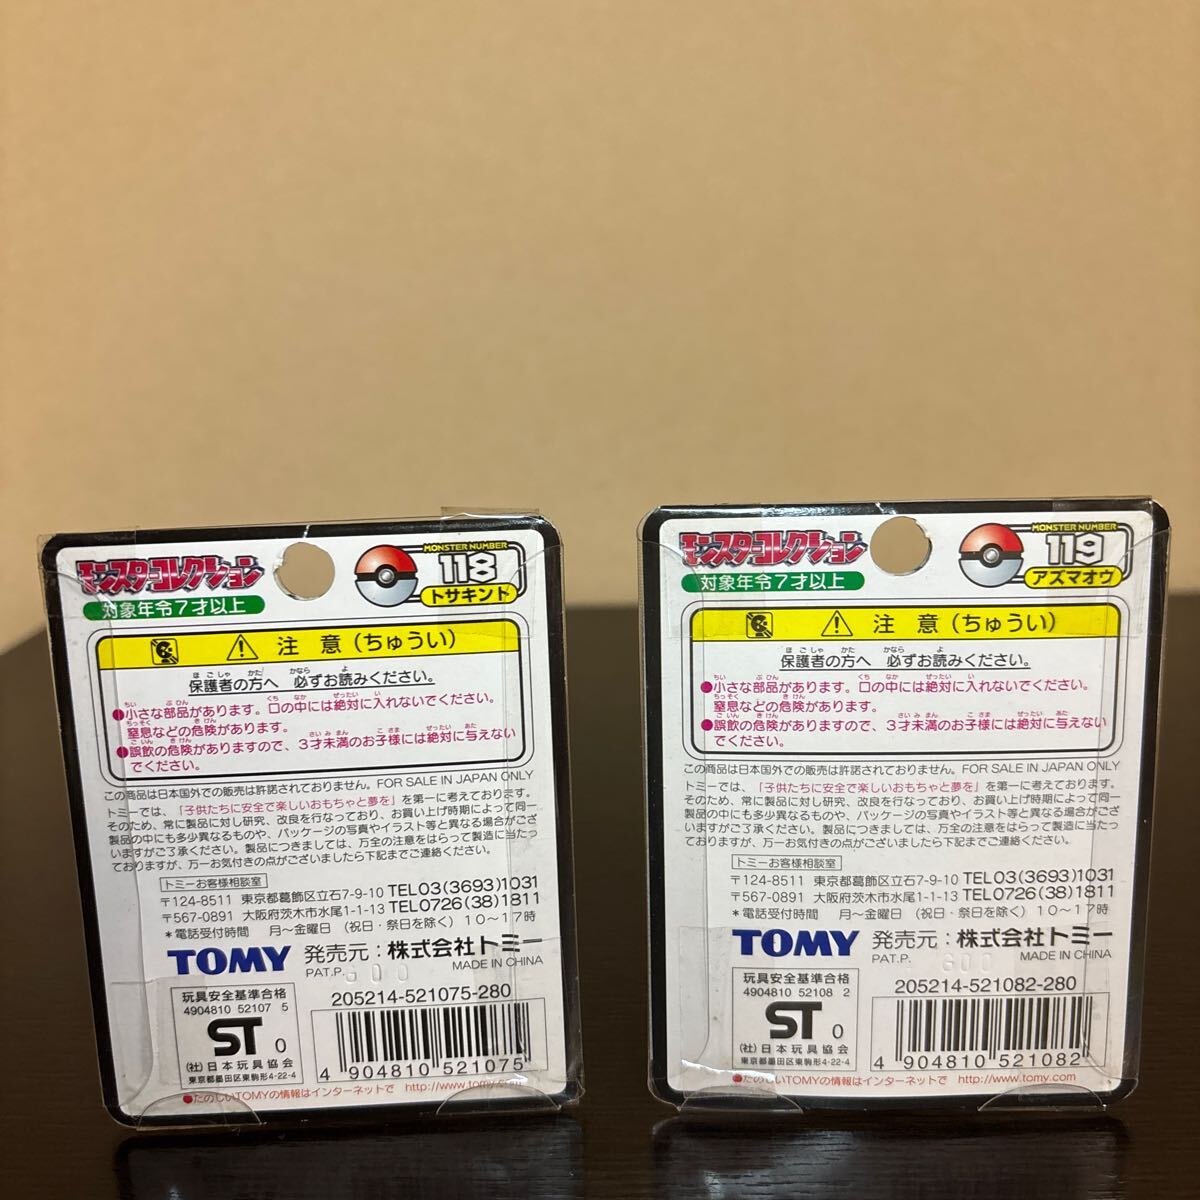 モンスターコレクション
対象年令7才以上
MONSTER NUMBER
118
トサキント
注意(ちゅうい)
保護者の方へ 必ずお読みください。
●小さな部品があります。口の中には絶対に入れないでください。
窒息などの危険があります。
●誤飲の危険がありますので、3才未満のお子様には絶対に与えない
でください。
この商品は日本国外での販売は許諾されておりません。FOR SALE IN JAPAN ONLY
トミーでは、「子供たちに安全で楽しいおもちゃと夢を」を第一に考えております。
そのため、常に製品に対し研究、改良を行なっており、お買い上げ時期によって同一
製品の中にも多少異なるものや、パッケージの写真やイラスト等と異なる場合がござ
いますがご了承ください。製品につきましては、万全の注意をはらって製造に当たっ
ておりますが、万一お気付きの点がございましたら下記までご連絡ください。
トミーお客様相談室
〒124-8511 東京都葛飾区立石7-9-10 TEL03(3693)1031
〒567-0891 大阪府茨木市水尾1-1-13 TEL0726(38)1811
*電話受付時間 月~金曜日 (祝日・祭日を除く) 10~17時
TOMY 発売元:株式会社トミー
PAT.P. 600 MADE IN CHINA
玩具安全基準合格
4904810 52107 5
ST 0
(社)日本玩具協会
東京都墨田区東駒形4-22-4
205214-521075-280
4 904810 521075
●たのしいTOMYの情報はインターネットで http://www.tomy.com
モンスターコレクション
対象年令7才以上
MONSTER NUMBER
119
アズマオウ
注意(ちゅうい)
保護者の方へ 必ずお読みください。
●小さな部品があります。口の中には絶対に入れないでください。
窒息などの危険があります。
●誤飲の危険がありますので、3才未満のお子様には絶対に与えない
でください。
この商品は日本国外での販売は許諾されておりません。FOR SALE IN JAPAN ONLY
トミーでは、「子供たちに安全で楽しいおもちゃと夢を」を第一に考えております。
そのため、常に製品に対し研究、改良を行なっており、お買い上げ時期によって同一
製品の中にも多少異なるものや、パッケージの写真やイラスト等と異なる場合がござ
いますがご了承ください。製品につきましては、万全の注意をはらって製造に当たっ
ておりますが、万一お気付きの点がございましたら下記までご連絡ください。
トミーお客様相談室
〒124-8511 東京都葛飾区立石7-9-10 TEL03(3693)1031
〒567-0891 大阪府茨木市水尾1-1-13 TEL0726(38)1811
*電話受付時間 月~金曜日 (祝日・祭日を除く) 10~17時
TOMY 発売元:株式会社トミー
PAT.P. 600 MADE IN CHINA
玩具安全基準合格
4904810 52108 2
ST 0
(社)日本玩具協会
東京都墨田区東駒形4-22-4
205214-521082-280
4 904810 521082
●たのしいTOMYの情報はインターネットで http://www.tomy.com